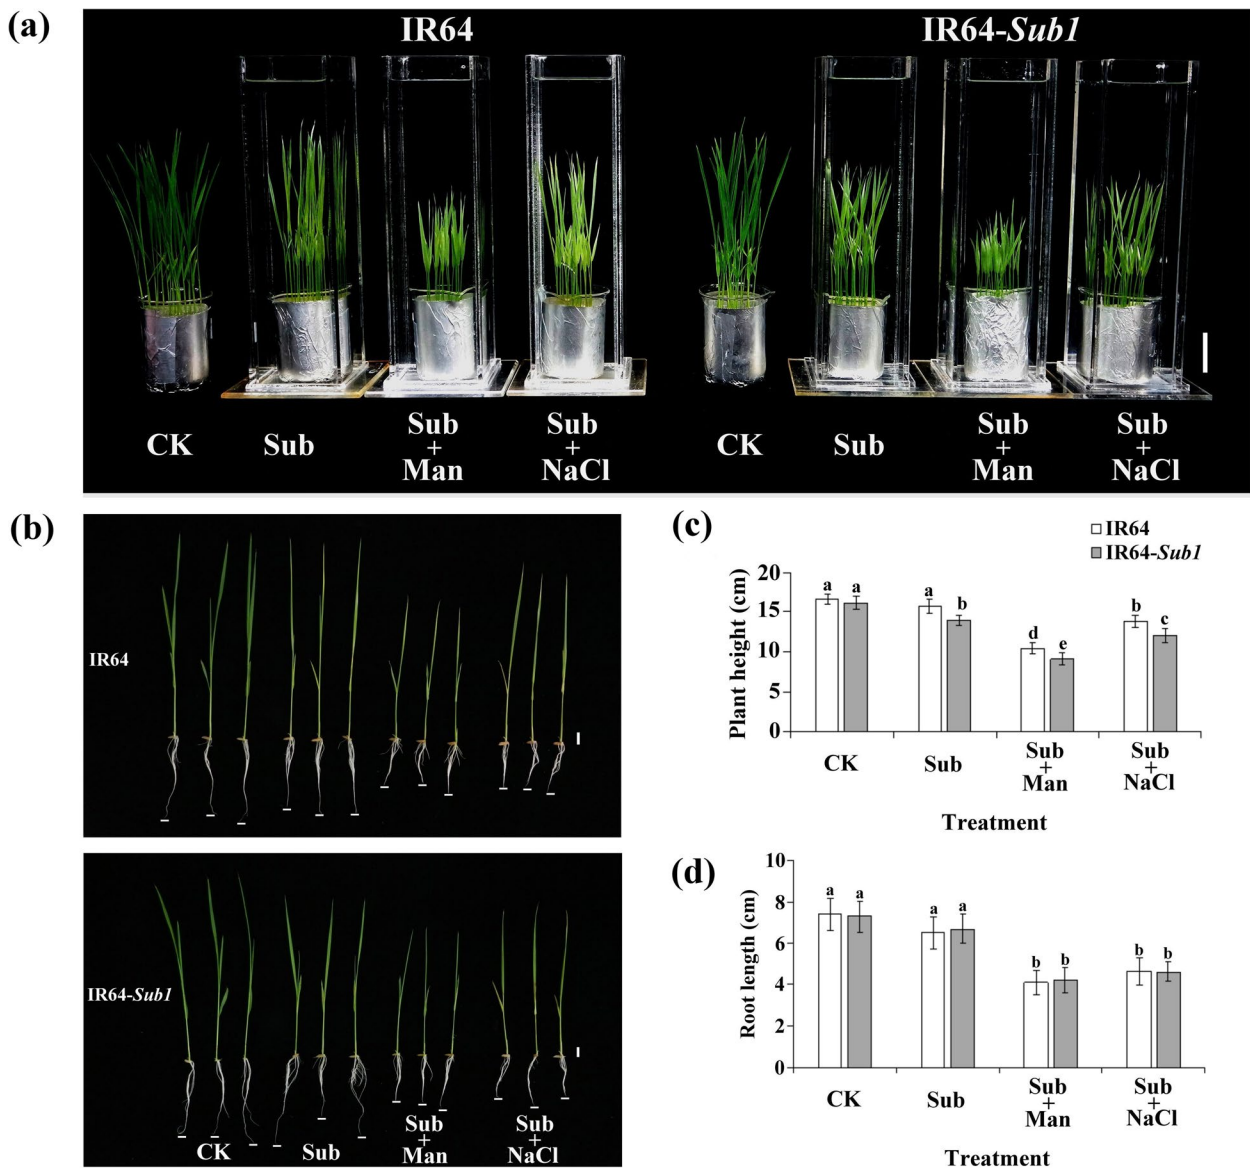 (a)
IR64
IR64-Sub1
CK
Sub
Sub
+
Man
Sub
+
NaCl
CK
Sub
Sub
+
Man
Sub
+
NaCl
(b)
IR64
IR64-Sub1
CK
Sub
Sub
+
Man
Sub
+
NaCl
(c)
IR64
IR64-Sub1
Plant height (cm)
20
15
10
5
0
a
a
a
b
d
e
b
c
CK
Sub
Sub
+
Man
Sub
+
NaCl
Treatment
(d)
Root length (cm)
10
8
6
4
2
0
a
a
a
a
b
b
b
b
CK
Sub
Sub
+
Man
Sub
+
NaCl
Treatment